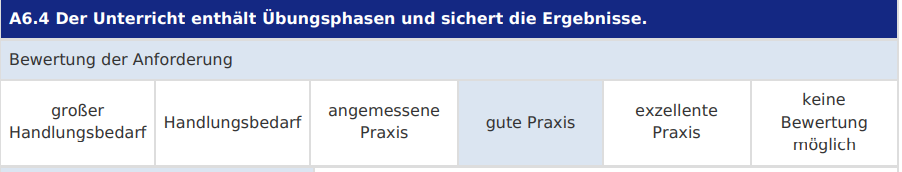 A6.4 Der Unterricht enthält Übungsphasen und sichert die Ergebnisse.
Bewertung der Anforderung
großer
Handlungsbedarf
Handlungsbedarf
angemessene
Praxis
gute Praxis
exzellente
Praxis
keine
Bewertung
möglich